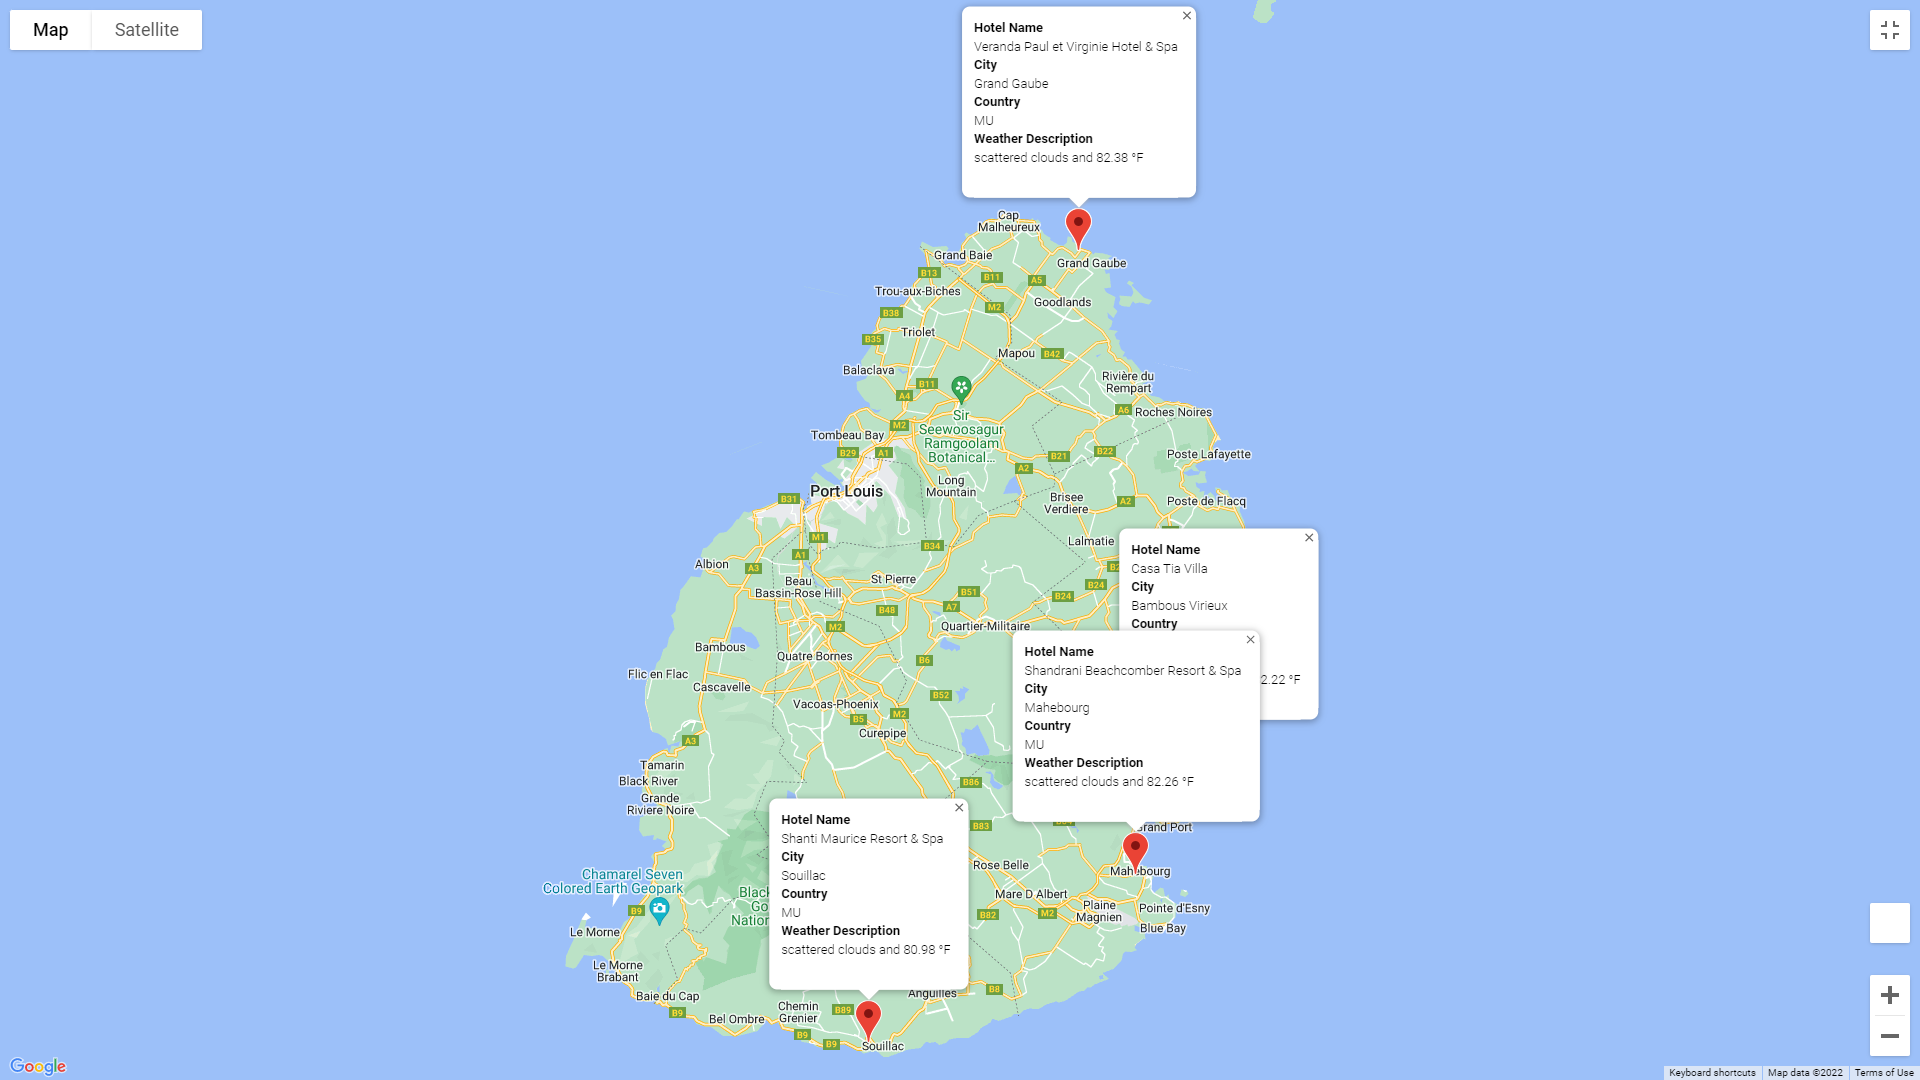 Map
Satellite
Hotel Name
Veranda Paul et Virginie Hotel & Spa
City
Grand Gaube
Country
MU
Weather Description
scattered clouds and 82.38 °F
Cap
Malheureux
Grand Baie
Grand Gaube
B13
B11
A5
Trou-aux-Biches
Goodlands
M2
B38
Triolet
B35
Mapou
B42
Balaclava
Rivière du
Rempart
B11
A4
A6
Roches Noires
Sir
Seewoosagur
Ramgoolam
Botanical...
M2
Tombeau Bay
B29
A1
B21
B22
Poste Lafayette
A2
Long
Mountain
Port Louis
B31
Brisee
Verdiere
A2
Poste de Flacq
M1
Lalmatie
B34
A1
Albion
A3
Hotel Name
Casa Tia Villa
City
Bambous Virieux
Country
2.22 °F
Beau
Bassin-Rose Hill
St Pierre
B51
B24
B24
A7
B48
M2
Quartier-Militaire
Bambous
Quatre Bornes
B6
Flic en Flac
Cascavelle
B52
Vacoas-Phoenix
M2
B5
Curepipe
A3
Hotel Name
Shandrani Beachcomber Resort & Spa
City
Mahebourg
Country
MU
Weather Description
scattered clouds and 82.26 °F
Tamarin
Black River
B86
Grande
Riviere Noire
B83
Grand Port
Hotel Name
Shanti Maurice Resort & Spa
City
Souillac
Country
MU
Weather Description
scattered clouds and 80.98 °F
Rose Belle
Mahebourg
Chamarel Seven
Colored Earth Geopark
Black
Go
Nation
B9
Mare D Albert
B82
M2
Plaine
Magnien
Pointe d'Esny
Blue Bay
Le Morne
Le Morne
Brabant
Baie du Cap
Anguilles
B8
B9
Bel Ombre
Chemin
Grenier
B89
B9
B9
Souillac
Google
Keyboard shortcuts
Map data ©2022
Terms of Use